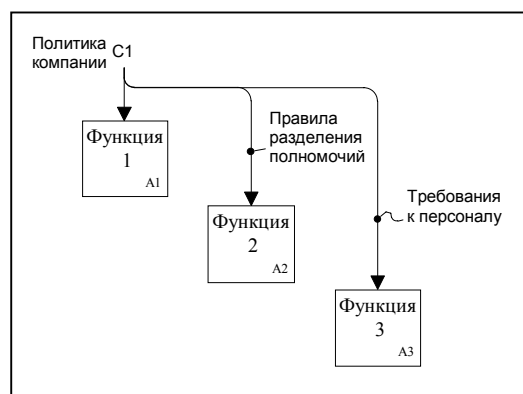 Политика
компании C1
Функция
1
A1
Правила
разделения
полномочий
Функция
2
A2
Требования
к персоналу
Функция
3
A3